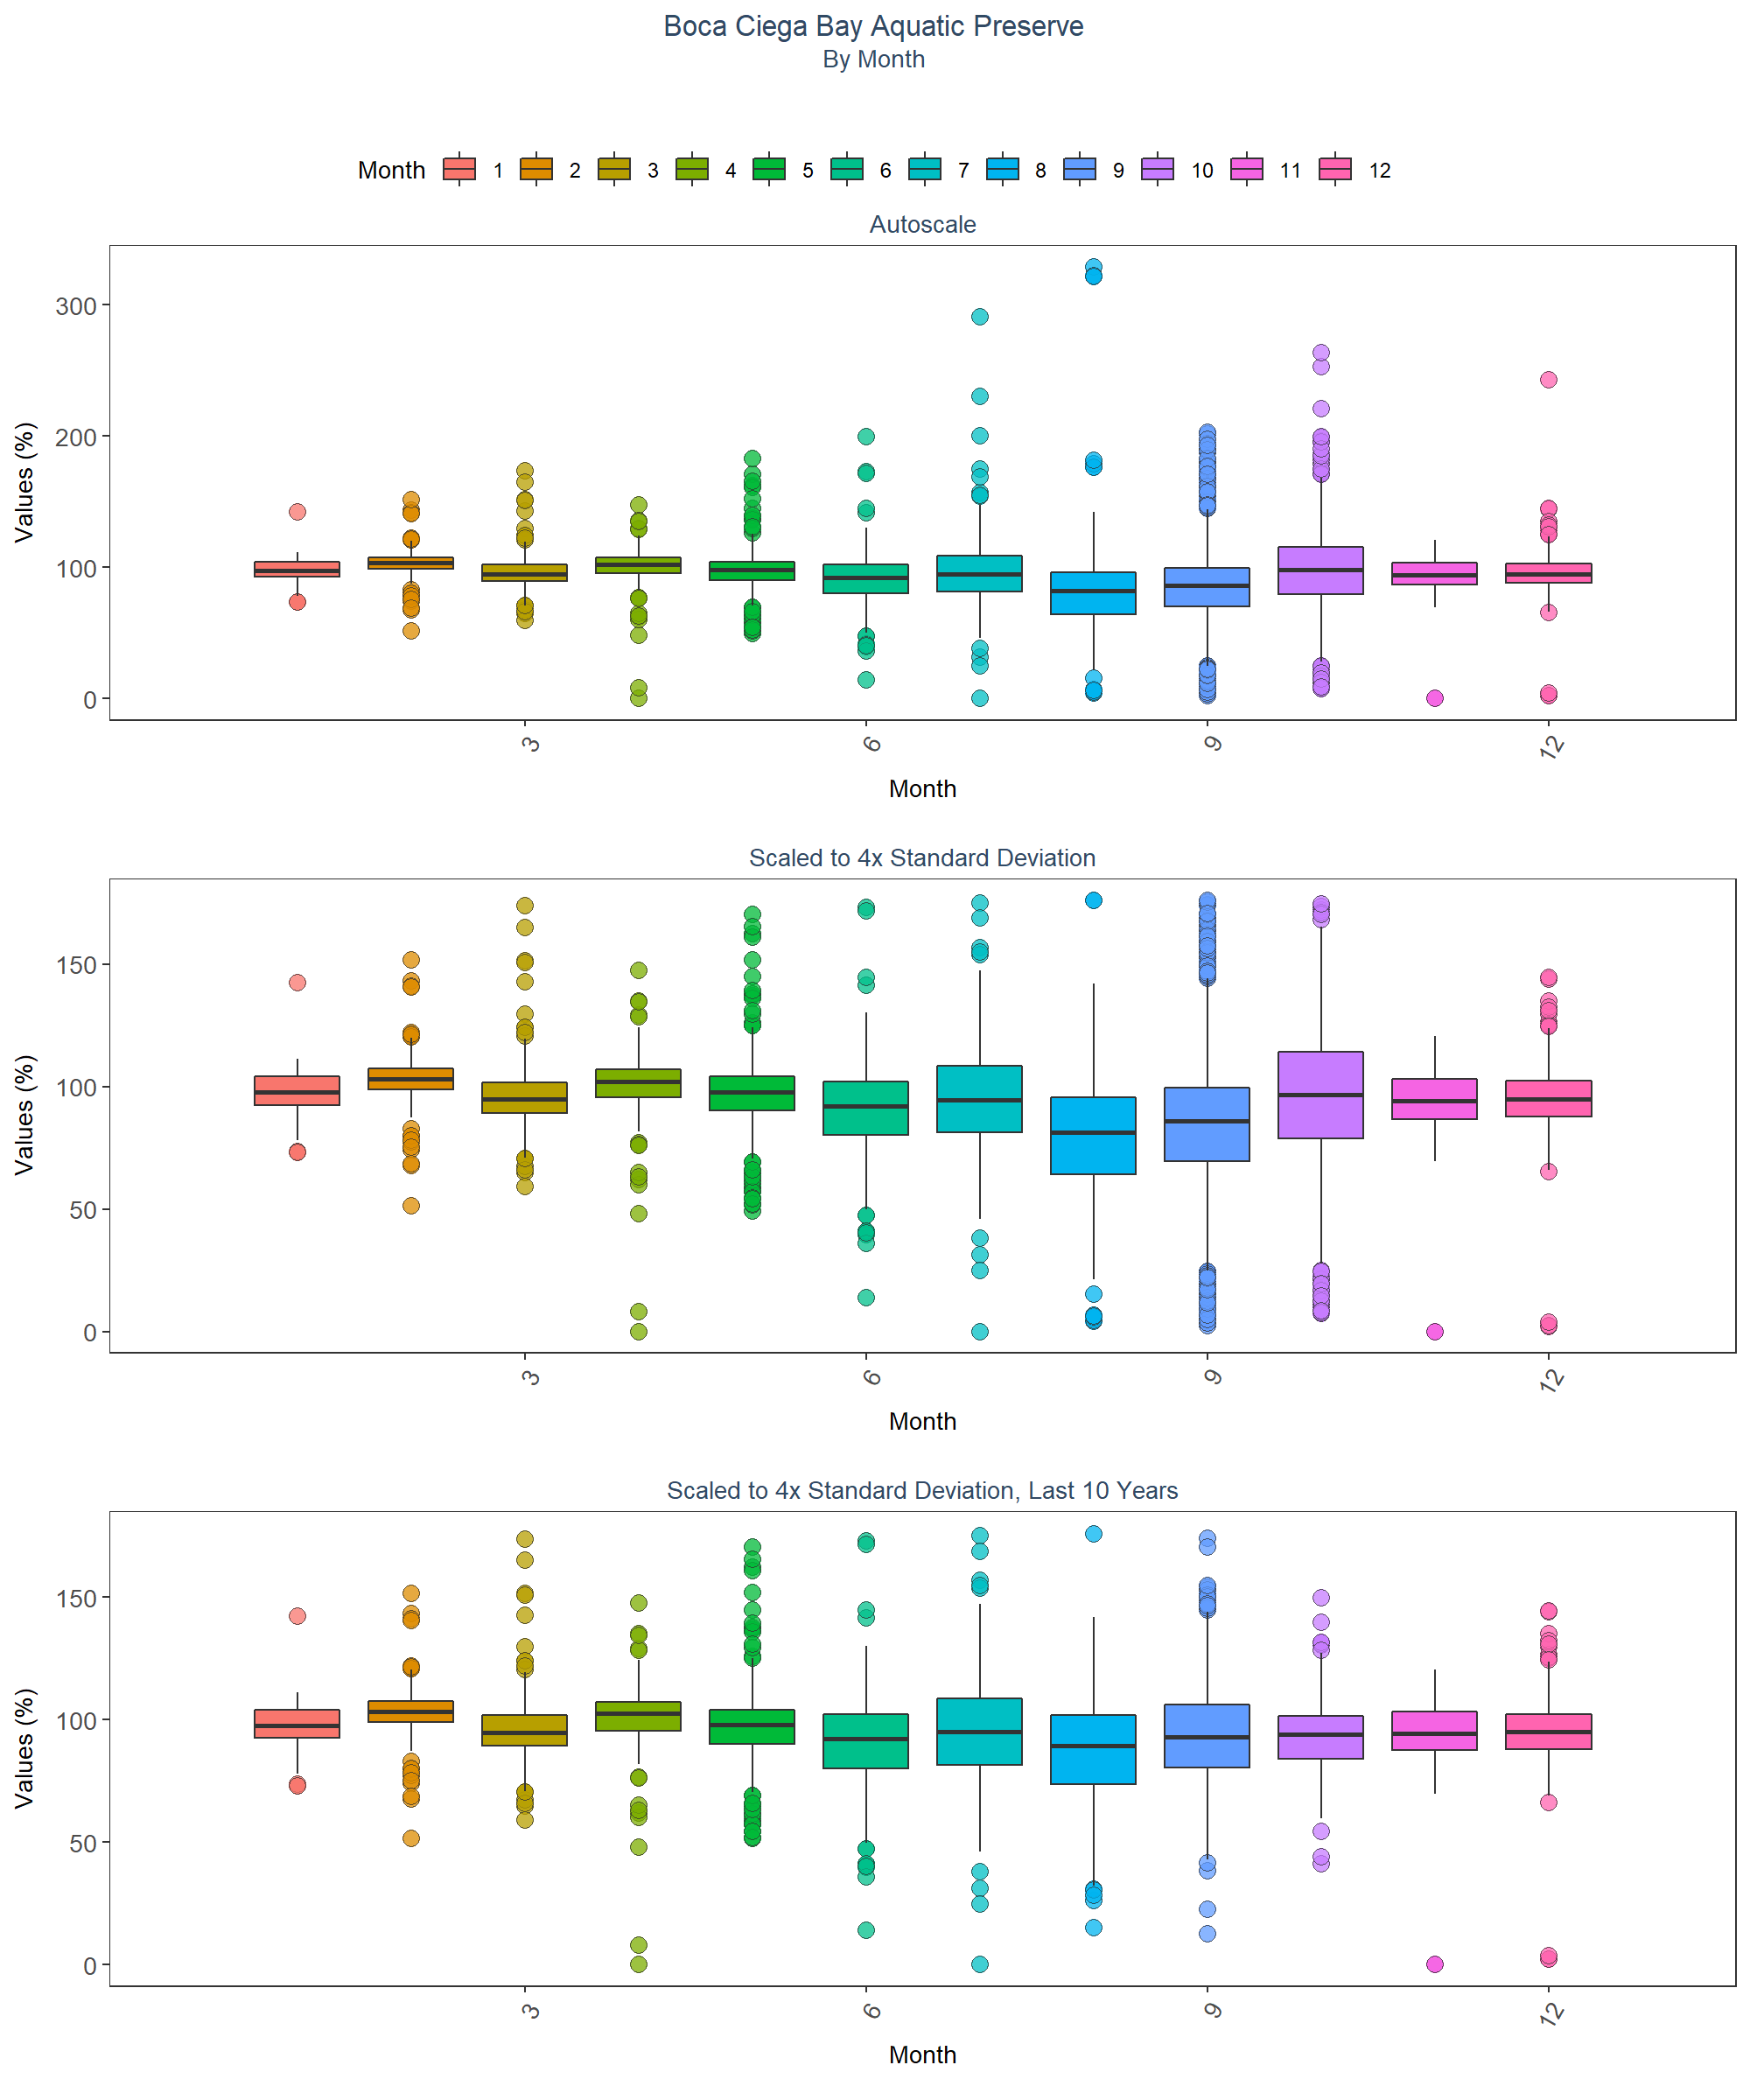 Boca Ciega Bay Aquatic Preserve
By Month
Month 1 2 3 4 5 6 7 8 9 10 11 12
Autoscale
Values (%)
300
200
100
0
3 6 9 12
Month
Scaled to 4x Standard Deviation
Values (%)
150
100
50
0
3 6 9 12
Month
Scaled to 4x Standard Deviation, Last 10 Years
Values (%)
150
100
50
0
3 6 9 12
Month